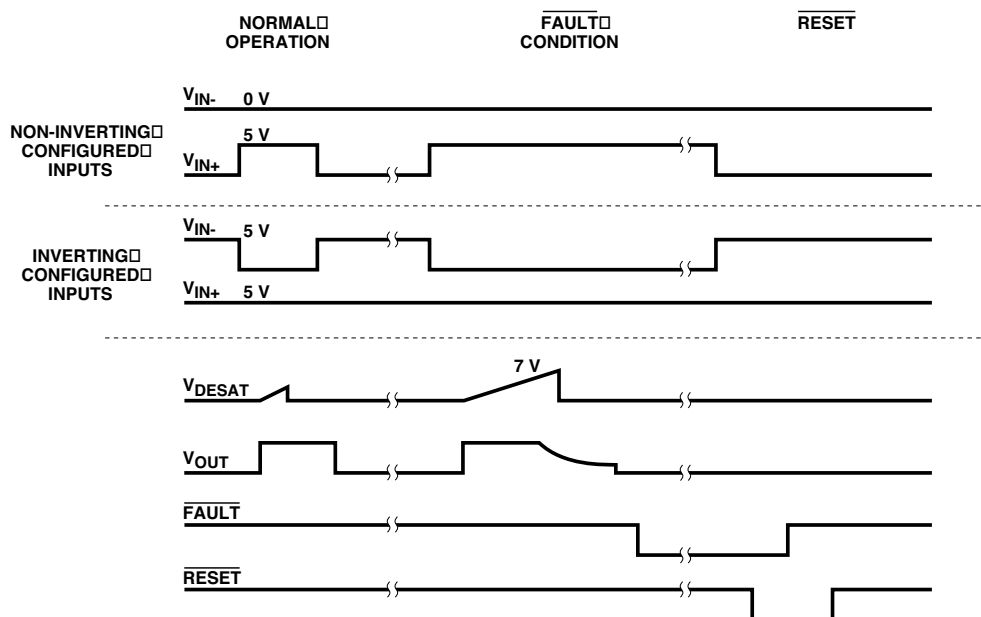 NORMAL□ FAULT□ RESET
OPERATION CONDITION
VIN- 0 V
NON-INVERTING□ 5 V
CONFIGURED□
INPUTS VIN+
VIN- 5 V
INVERTING□
CONFIGURED□
INPUTS VIN+ 5 V
7 V
VDESAT
VOUT
FAULT
RESET